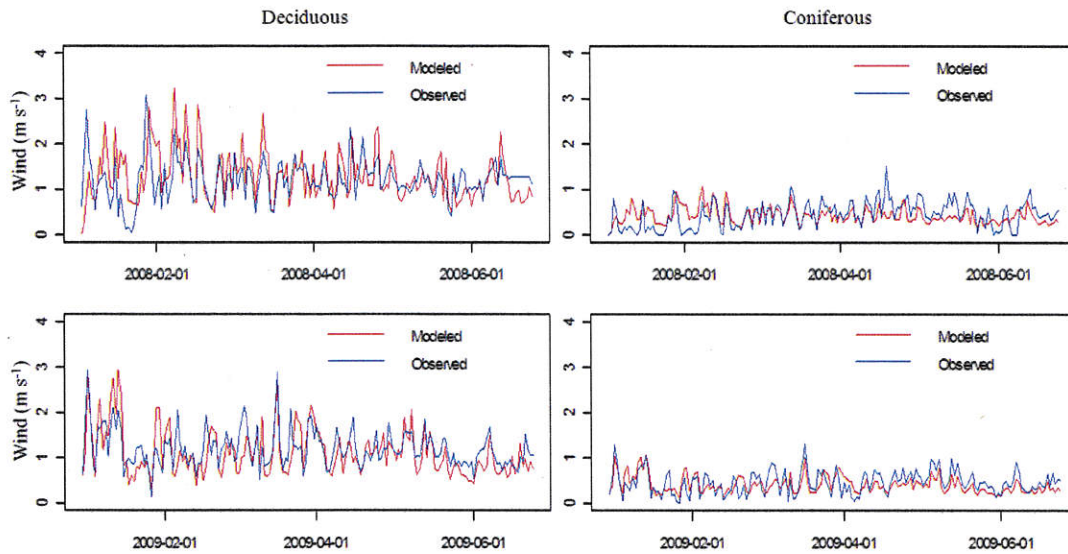 Deciduous
Coniferous
Wind (m s⁻¹)
4
3
2
1
0
Modeled
Observed
2008-02-01
2008-04-01
2008-06-01
4
3
2
1
0
Modeled
Observed
2008-02-01
2008-04-01
2008-06-01
Wind (m s⁻¹)
4
3
2
1
0
Modeled
Observed
2009-02-01
2009-04-01
2009-06-01
4
3
2
1
0
Modeled
Observed
2009-02-01
2009-04-01
2009-06-01